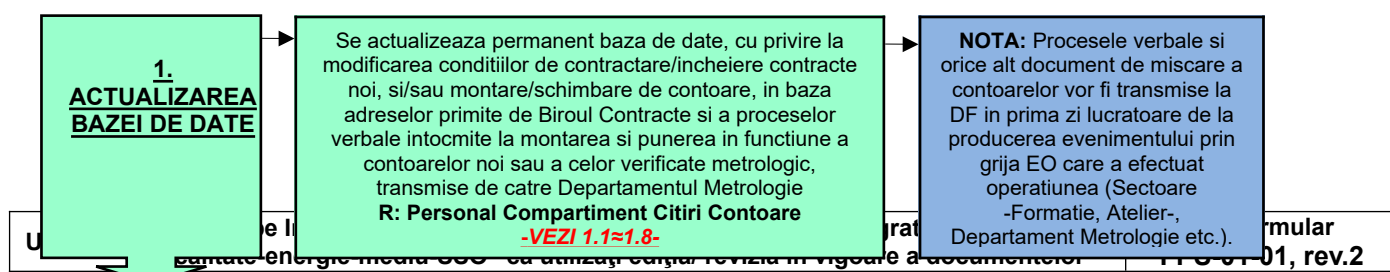 1.
ACTUALIZAREA
BAZEI DE DATE
Se actualizeaza permanent baza de date, cu privire la
modificarea conditiilor de contractare/incheiere contracte
noi, si/sau montare/schimbare de contoare, in baza
adreselor primite de Biroul Contracte si a proceselor
verbale intocmite la montarea si punerea in functiune a
contoarelor noi sau a celor verificate metrologic,
transmise de catre Departamentul Metrologie
R: Personal Compartiment Citiri Contoare
-VEZI 1.1≈1.8-
NOTA: Procesele verbale si
orice alt document de miscare a
contoarelor vor fi transmise la
DF in prima zi lucratoare de la
producerea evenimentului prin
grija EO care a efectuat
operatiunea (Sectoare
-Formatie, Atelier-,
Departament Metrologie etc.).
rev.2